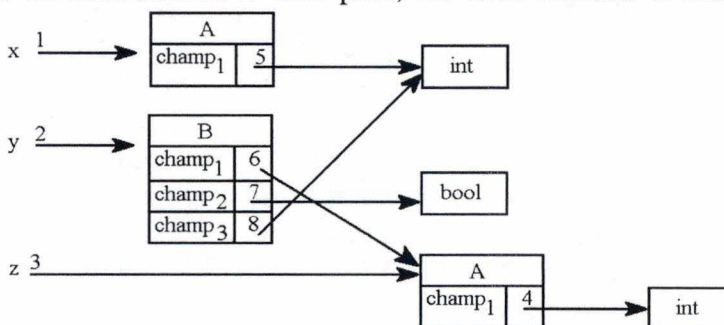 A
x 1
champ1 5
int
y 2
B
champ1 6
champ2 7
bool
champ3 8
z 3
A
champ1 4
int